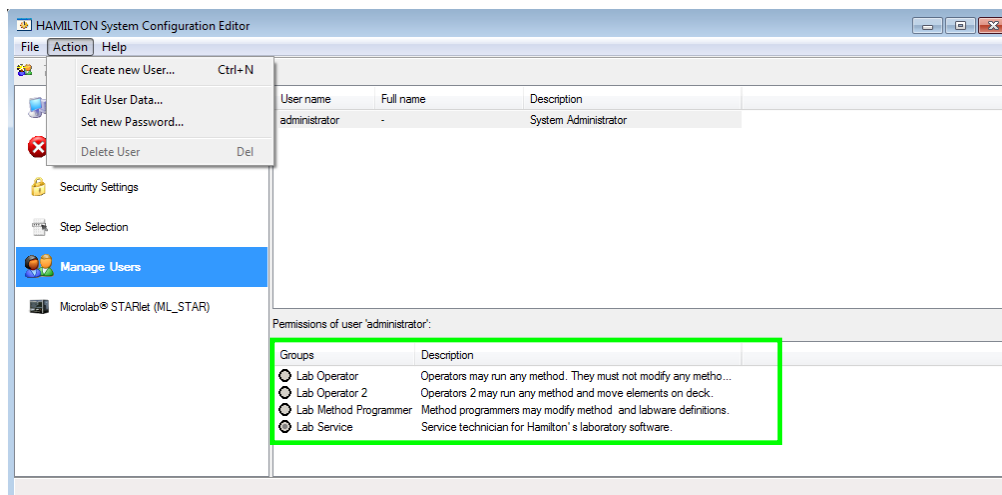 HAMILTON System Configuration Editor
File Action Help
Create new User... Ctrl+N
Edit User Data...
Set new Password...
Delete User Del
Security Settings
Step Selection
Manage Users
Microlab® STARlet (ML_STAR)
User name Full name Description
administrator - System Administrator
Permissions of user 'administrator':
Groups Description
Lab Operator Operators may run any method. They must not modify any metho...
Lab Operator 2 Operators 2 may run any method and move elements on deck.
Lab Method Programmer Method programmers may modify method and labware definitions.
Lab Service Service technician for Hamilton's laboratory software.